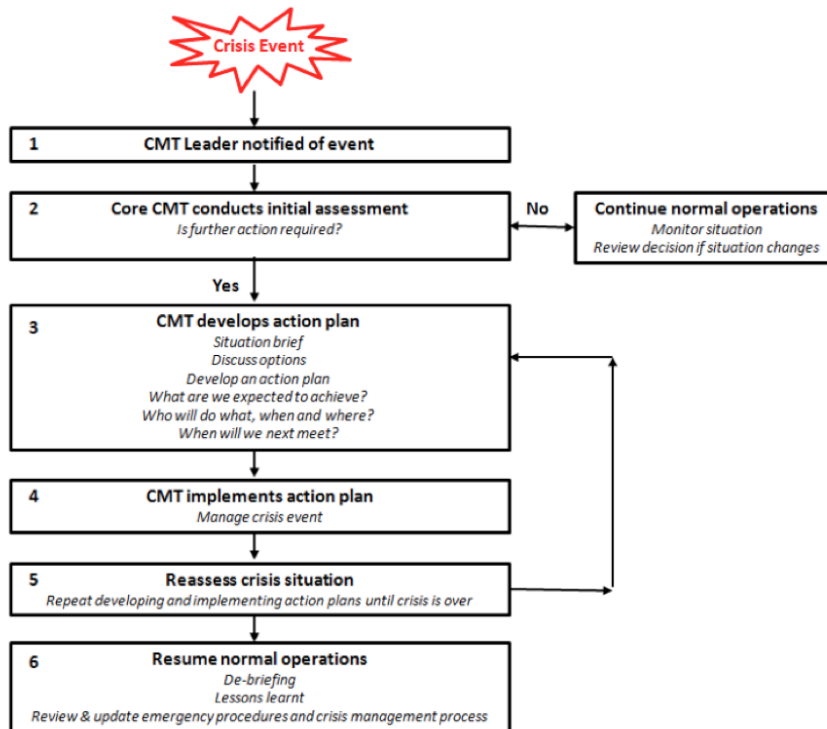 Crisis Event
1 CMT Leader notified of event
2 Core CMT conducts initial assessment
Is further action required?
No
Continue normal operations
Monitor situation
Review decision if situation changes
Yes
3 CMT develops action plan
Situation brief
Discuss options
Develop an action plan
What are we expected to achieve?
Who will do what, when and where?
When will we next meet?
4 CMT implements action plan
Manage crisis event
5 Reassess crisis situation
Repeat developing and implementing action plans until crisis is over
6 Resume normal operations
De-briefing
Lessons learnt
Review & update emergency procedures and crisis management process